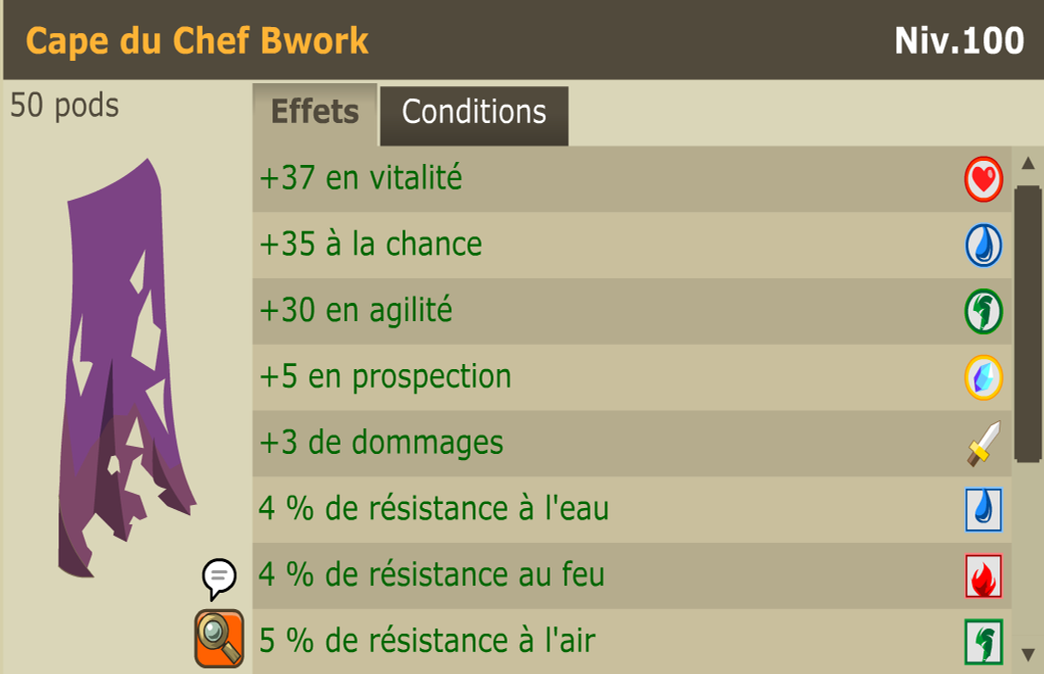 Cape du Chef Bwork
Niv.100
50 pods
Effets
Conditions
+37 en vitalité
+35 à la chance
+30 en agilité
+5 en prospection
+3 de dommages
4 % de résistance à l'eau
4 % de résistance au feu
5 % de résistance à l'air